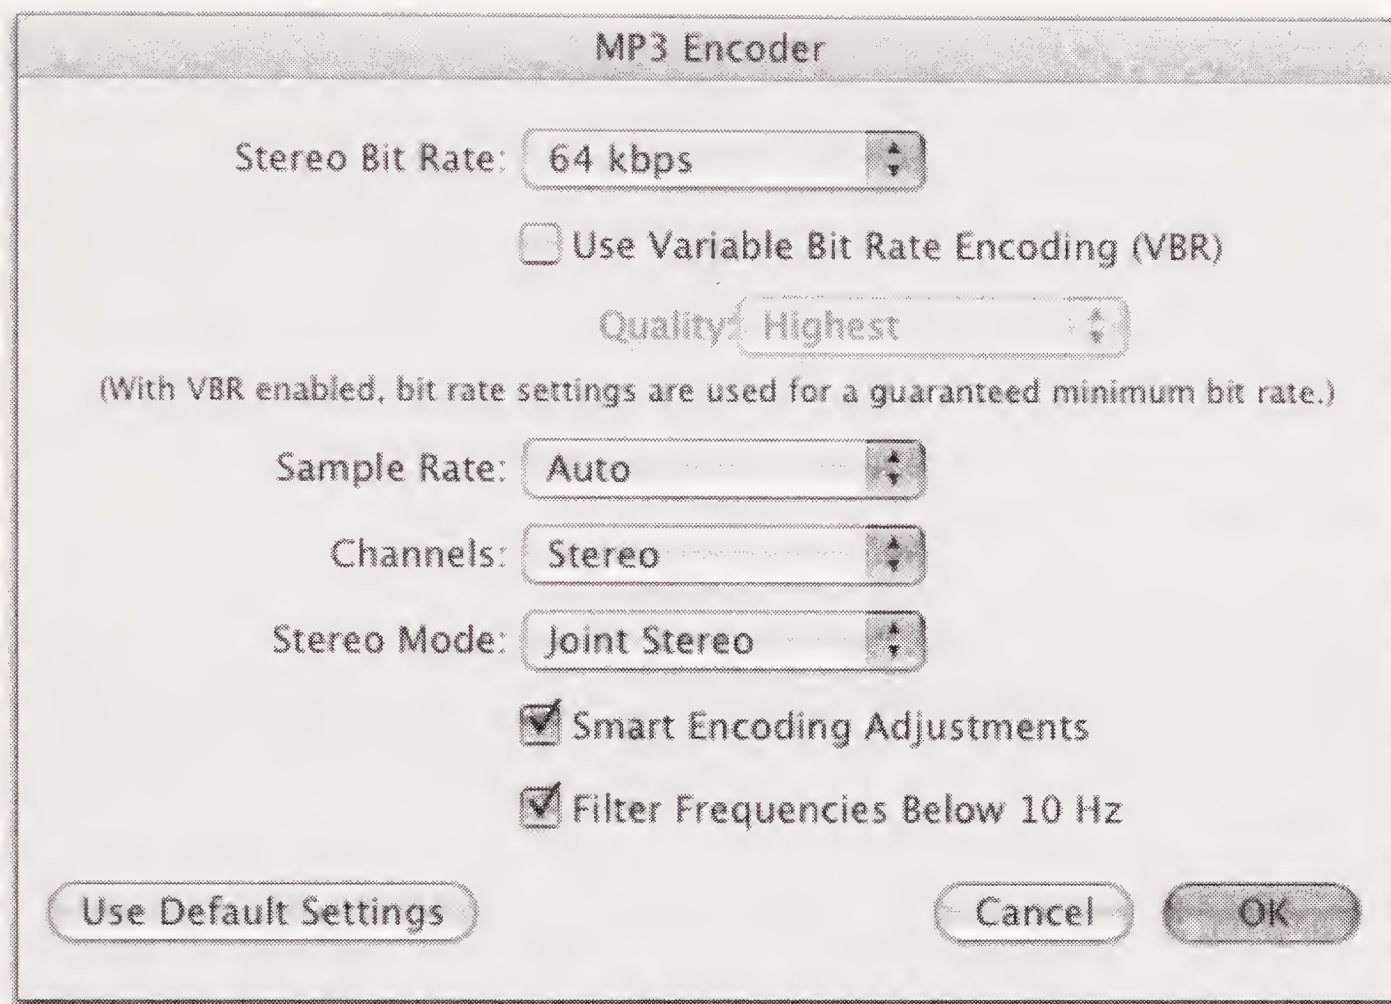 MP3 Encoder
Stereo Bit Rate: 64 kbps
Use Variable Bit Rate Encoding (VBR)
Quality: Highest
(With VBR enabled, bit rate settings are used for a guaranteed minimum bit rate.)
Sample Rate: Auto
Channels: Stereo
Stereo Mode: Joint Stereo
Smart Encoding Adjustments
Filter Frequencies Below 10 Hz
Use Default Settings Cancel OK